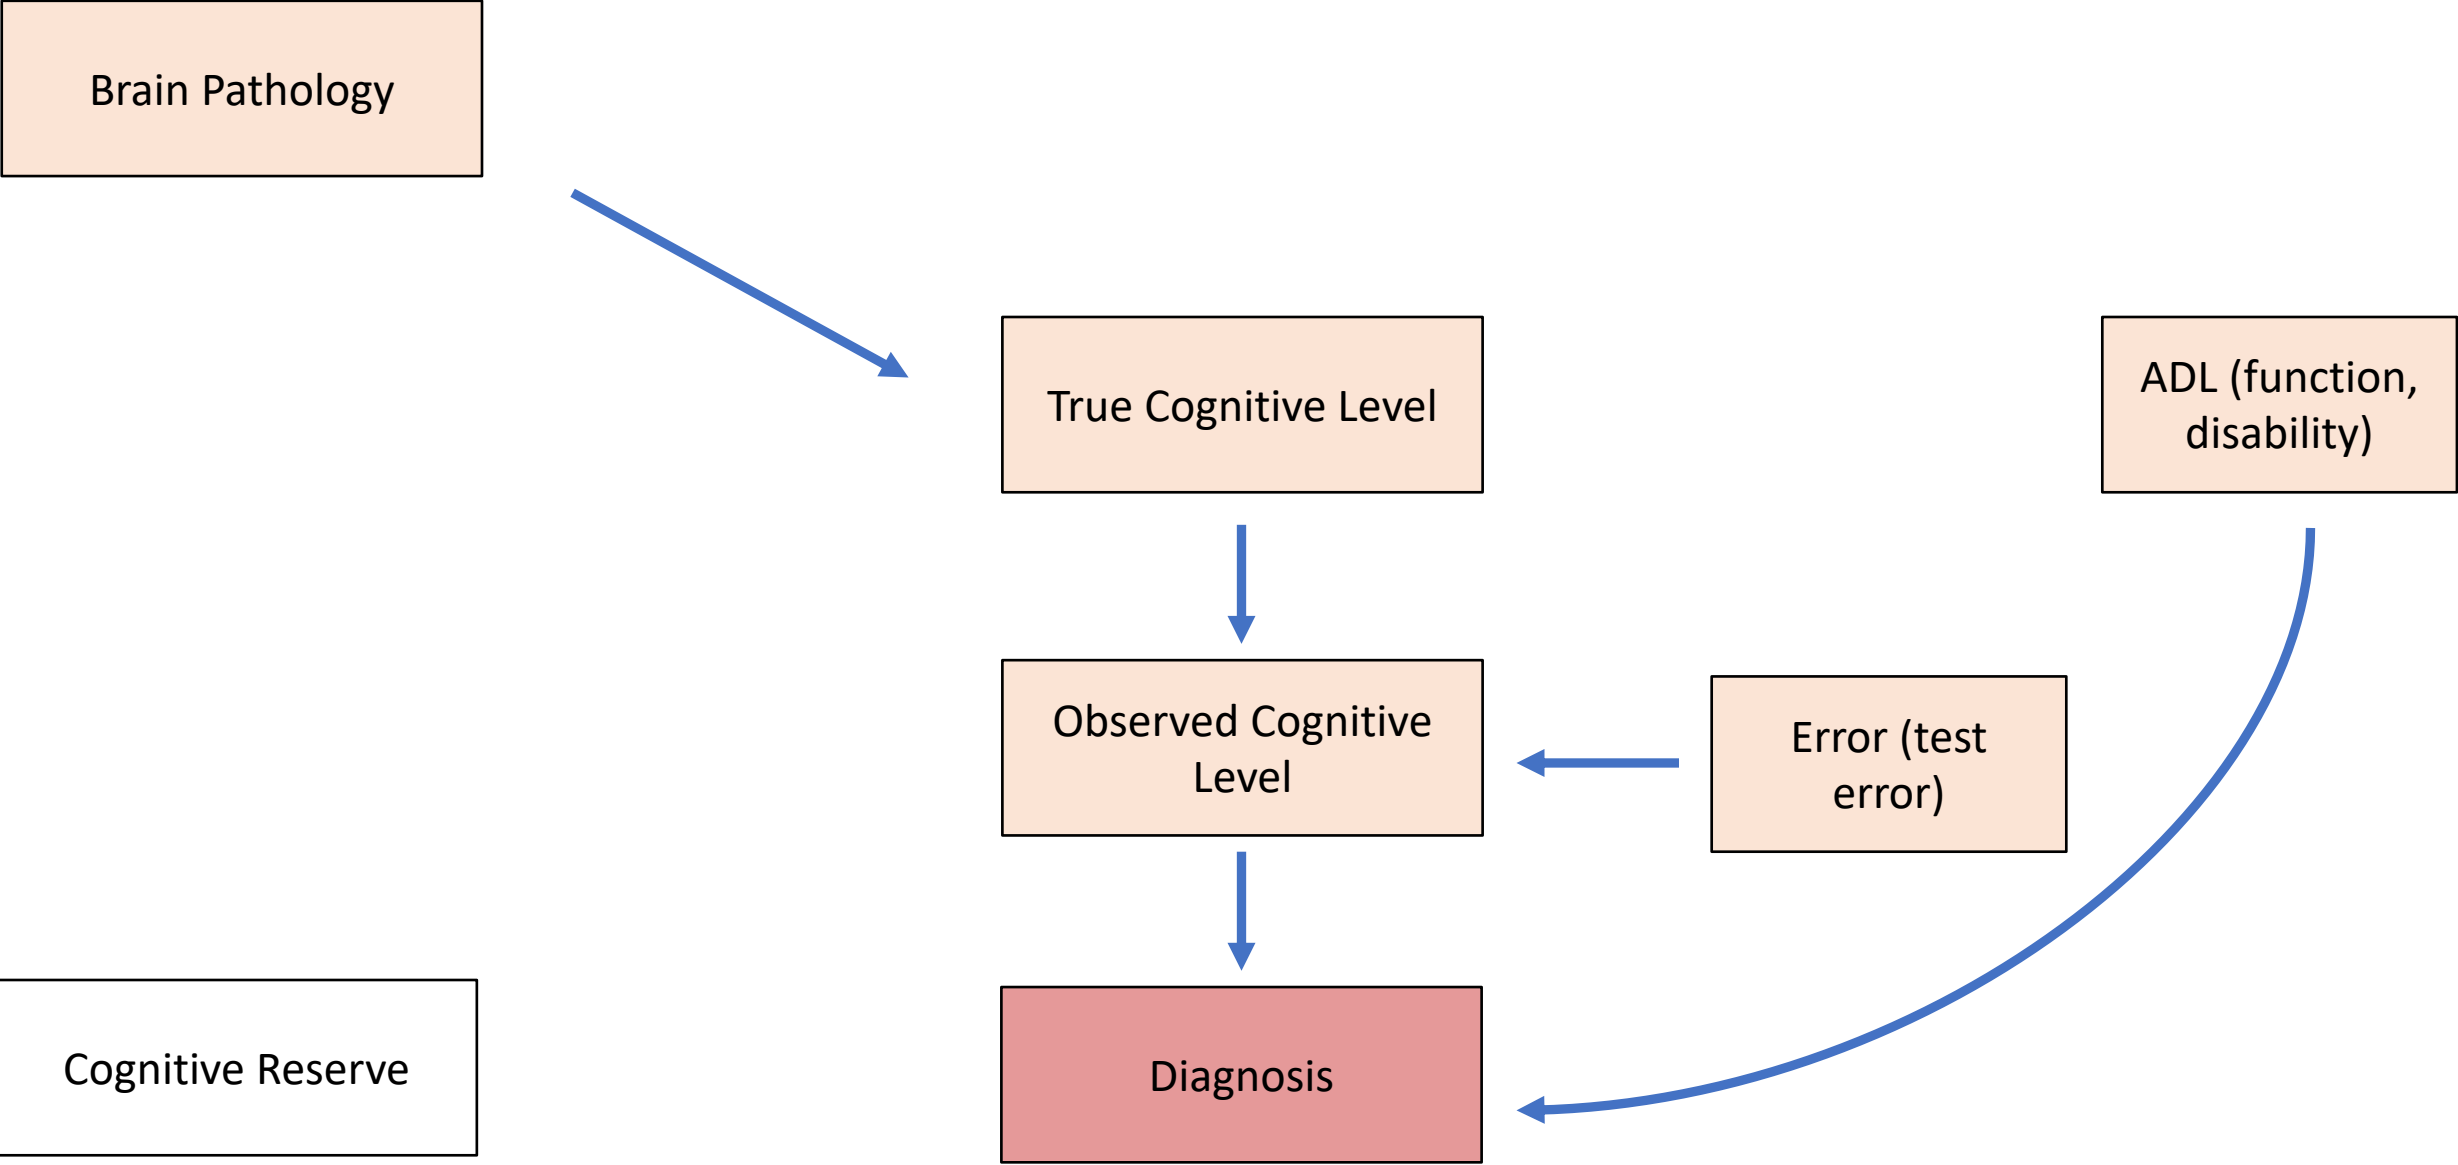 Brain Pathology
True Cognitive Level
ADL (function,
disability)
Observed Cognitive
Level
Error (test
error)
Cognitive Reserve
Diagnosis